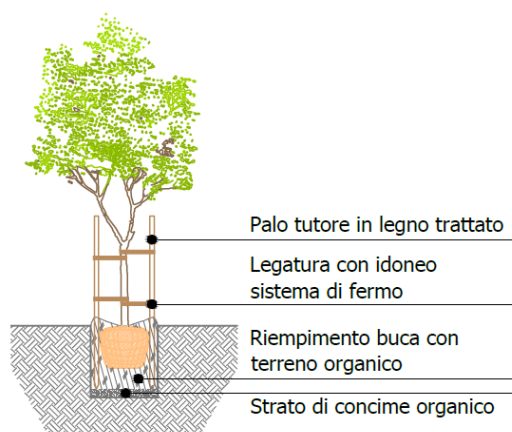 Palo tutore in legno trattato
Legatura con idoneo
sistema di fermo
Riempimento buca con
terreno organico
Strato di concime organico